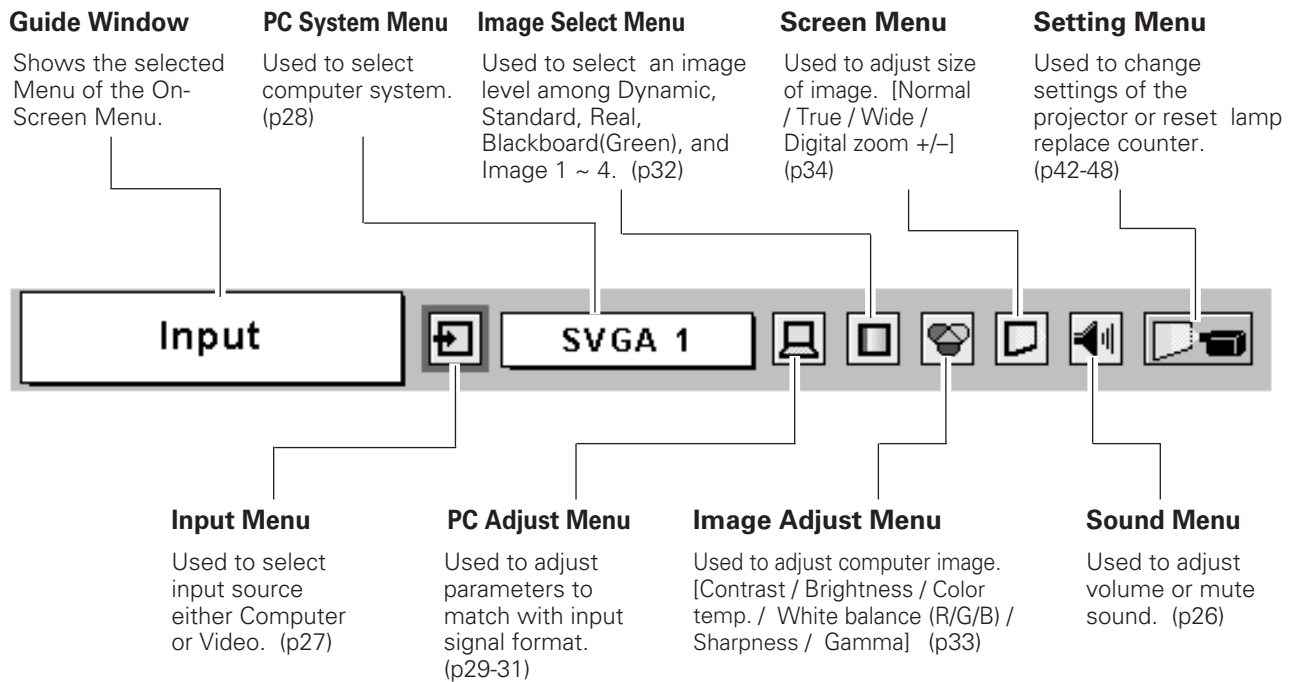 Guide Window
Shows the selected
Menu of the On-
Screen Menu.
PC System Menu
Used to select
computer system.
(p28)
Image Select Menu
Used to select an image
level among Dynamic,
Standard, Real,
Blackboard(Green), and
Image 1 ~ 4. (p32)
Screen Menu
Used to adjust size
of image. [Normal
/ True / Wide /
Digital zoom +/–]
(p34)
Setting Menu
Used to change
settings of the
projector or reset lamp
replace counter.
(p42-48)
Input
SVGA 1
Input Menu
Used to select
input source
either Computer
or Video. (p27)
PC Adjust Menu
Used to adjust
parameters to
match with input
signal format.
(p29-31)
Image Adjust Menu
Used to adjust computer image.
[Contrast / Brightness / Color
temp. / White balance (R/G/B) /
Sharpness / Gamma] (p33)
Sound Menu
Used to adjust
volume or mute
sound. (p26)